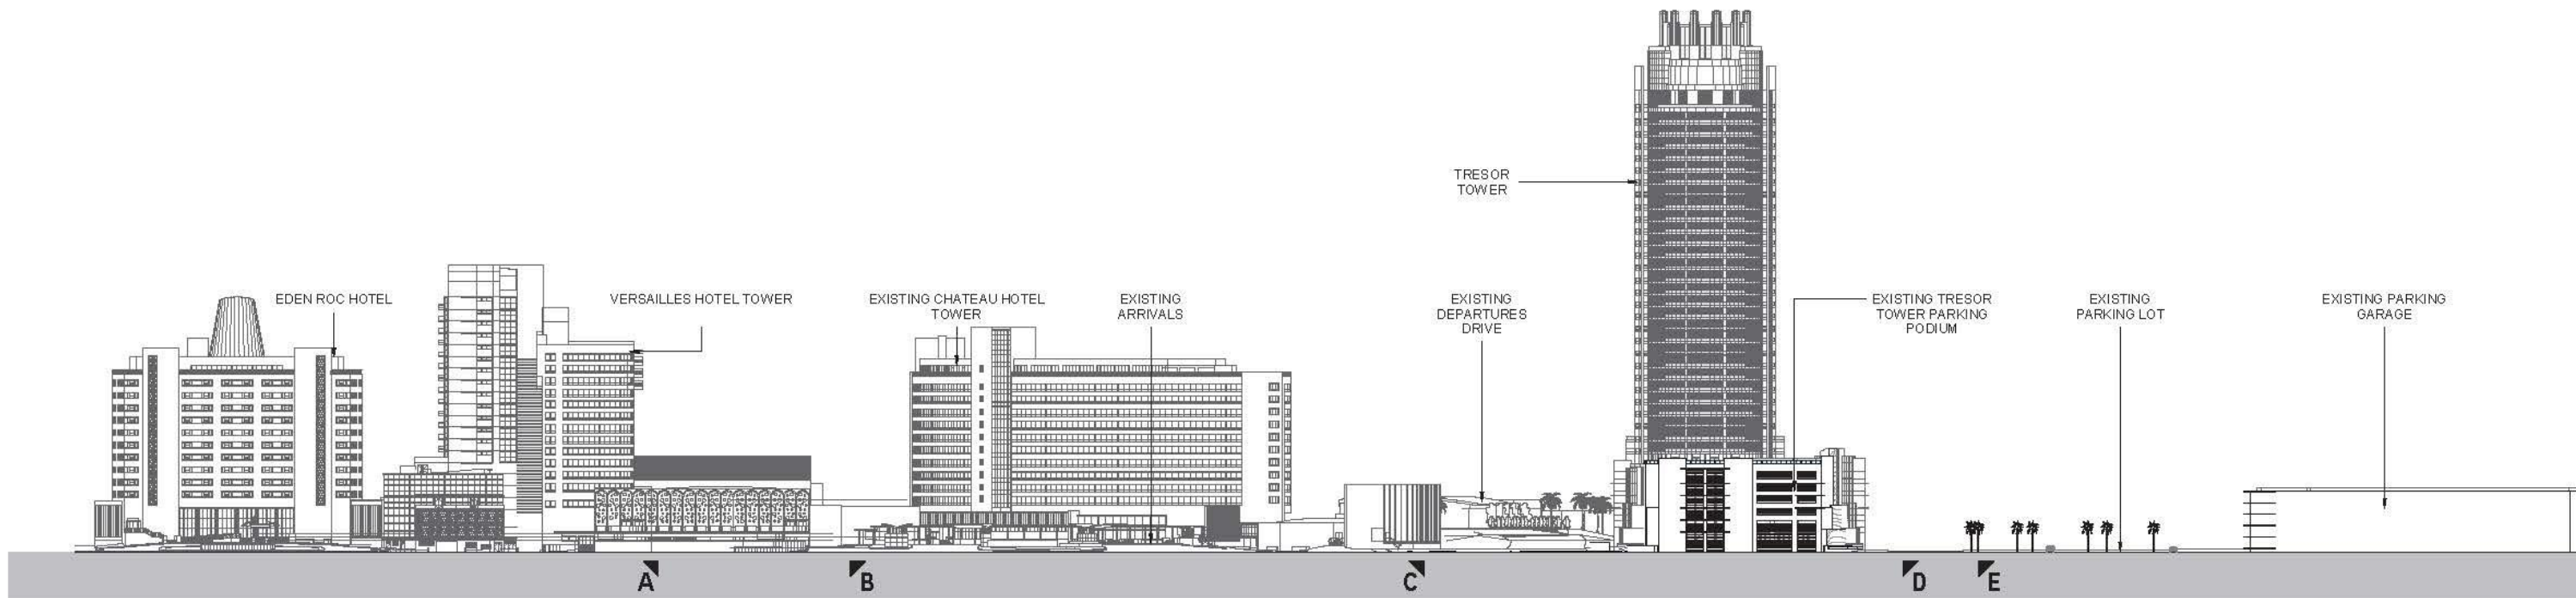 TRESOR
TOWER
EDEN ROC HOTEL
VERSAILLES HOTEL TOWER
EXISTING CHATEAU HOTEL
TOWER
EXISTING
ARRIVALS
EXISTING
DEPARTURES
DRIVE
EXISTING TRESOR
TOWER PARKING
PODIUM
EXISTING
PARKING LOT
EXISTING PARKING
GARAGE
A
B
C
D
E